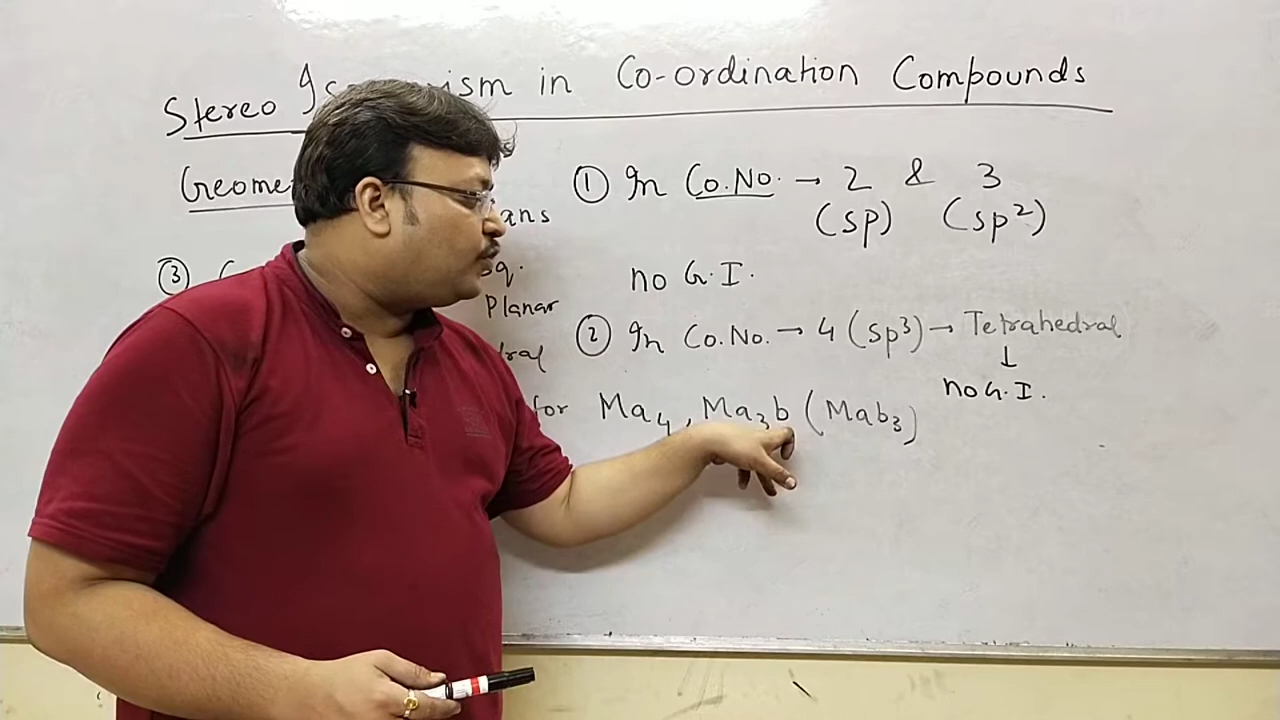 Stereo Is ism in Co-ordination Compounds
Geome ans
① In Co.No. → 2 & 3
(sp) (sp²)
③ sq. Planar
no G.I.
② In Co.No. → 4 (sp³) → Tetrahedral
↓
no G.I.
dral
for Ma₄, Ma₃b (Mab₃)